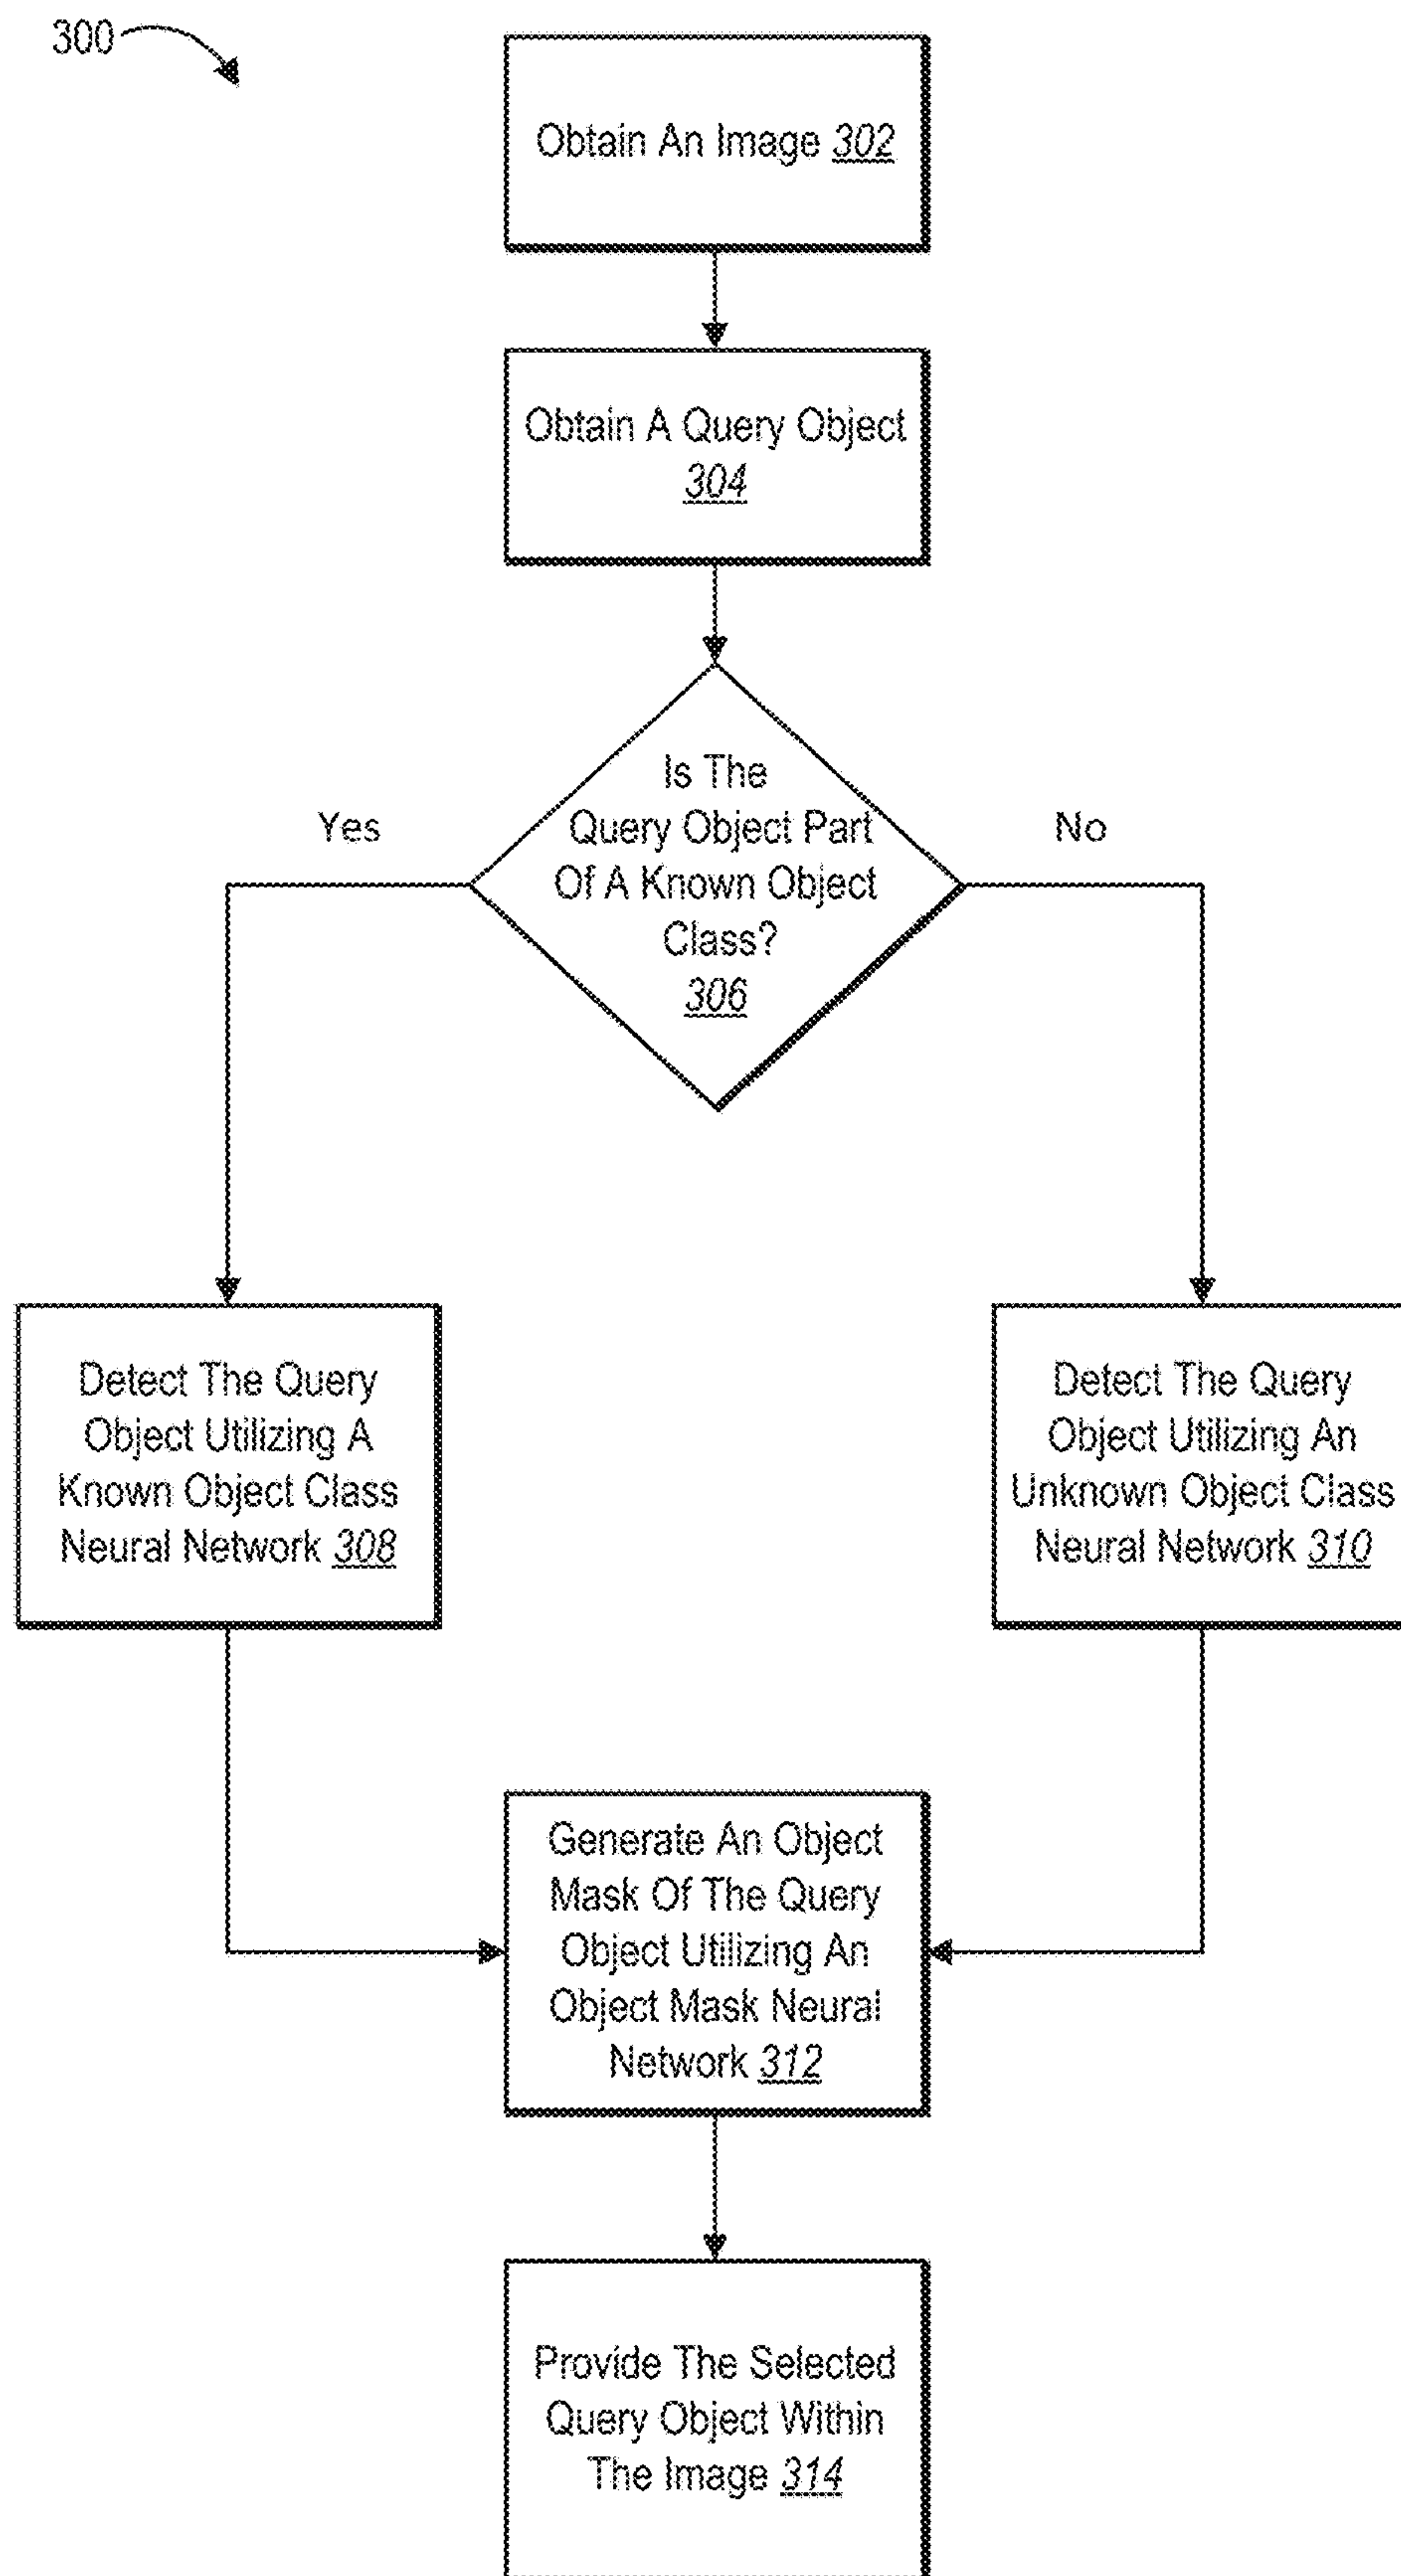 300
Obtain An Image 302
Obtain A Query Object
304
Is The
Query Object Part
Of A Known Object
Class?
306
Yes
No
Detect The Query
Object Utilizing A
Known Object Class
Neural Network 308
Detect The Query
Object Utilizing An
Unknown Object Class
Neural Network 310
Generate An Object
Mask Of The Query
Object Utilizing An
Object Mask Neural
Network 312
Provide The Selected
Query Object Within
The Image 314